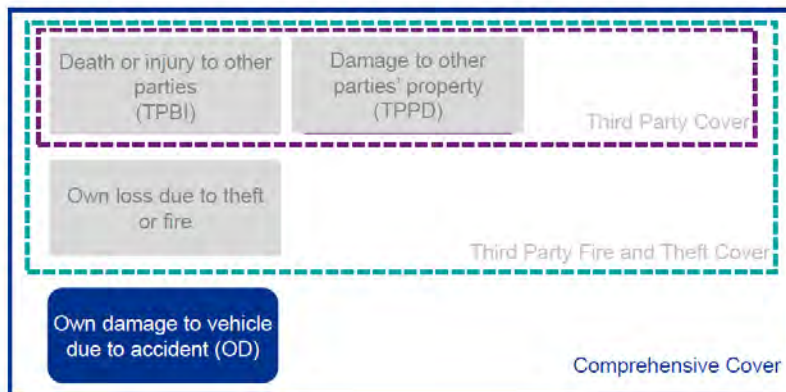 Death or injury to other
parties
(TPBI)
Damage to other
parties' property
(TPPD)
Third Party Cover
Own loss due to theft
or fire
Third Party Fire and Theft Cover
Own damage to vehicle
due to accident (OD)
Comprehensive Cover